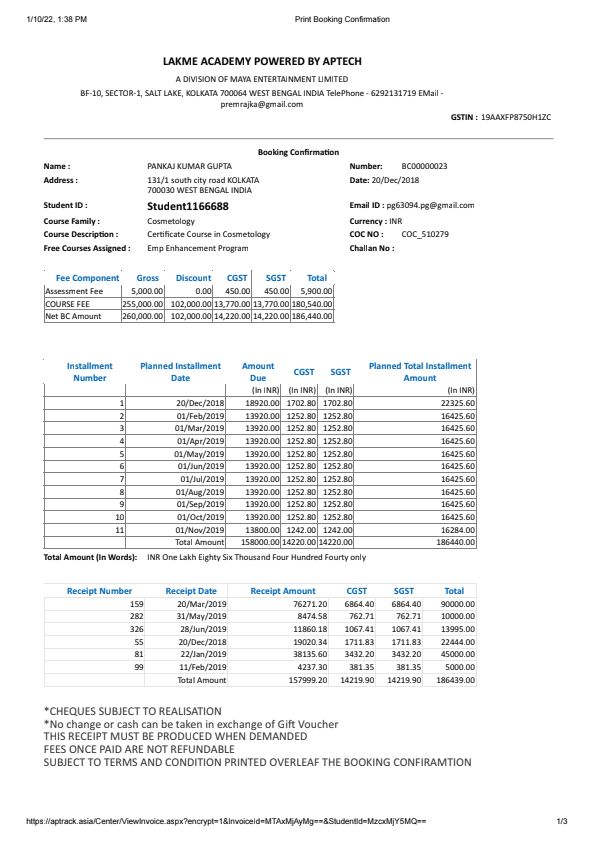 1/10/22, 1:38 PM Print Booking Confirmation
LAKME ACADEMY POWERED BY APTECH
A DIVISION OF MAYA ENTERTAINMENT LIMITED
BF-10, SECTOR-1, SALT LAKE, KOLKATA 700064 WEST BENGAL INDIA TelePhone - 6292131719 EMail -
premrajka@gmail.com
GSTIN : 19AAXFP8750H1ZC
Booking Confirmation
Name : PANKAJ KUMAR GUPTA Number: BC00000023
Address : 131/1 south city road KOLKATA Date: 20/Dec/2018
700030 WEST BENGAL INDIA
Student ID : Student1166688 Email ID : pg63094.pg@gmail.com
Course Family : Cosmetology Currency : INR
Course Description : Certificate Course in Cosmetology COC NO : COC_510279
Free Courses Assigned : Emp Enhancement Program Challan No :
Fee Component Gross Discount CGST SGST Total
Assessment Fee 5,000.00 0.00 450.00 450.00 5,900.00
COURSE FEE 255,000.00 102,000.00 13,770.00 13,770.00 180,540.00
Net BC Amount 260,000.00 102,000.00 14,220.00 14,220.00 186,440.00
Installment Planned Installment Amount CGST SGST Planned Total Installment
Number Date Due Amount
(In INR) (In INR) (In INR) (In INR)
1 20/Dec/2018 18920.00 1702.80 1702.80 22325.60
2 01/Feb/2019 13920.00 1252.80 1252.80 16425.60
3 01/Mar/2019 13920.00 1252.80 1252.80 16425.60
4 01/Apr/2019 13920.00 1252.80 1252.80 16425.60
5 01/May/2019 13920.00 1252.80 1252.80 16425.60
6 01/Jun/2019 13920.00 1252.80 1252.80 16425.60
7 01/Jul/2019 13920.00 1252.80 1252.80 16425.60
8 01/Aug/2019 13920.00 1252.80 1252.80 16425.60
9 01/Sep/2019 13920.00 1252.80 1252.80 16425.60
10 01/Oct/2019 13920.00 1252.80 1252.80 16425.60
11 01/Nov/2019 13800.00 1242.00 1242.00 16284.00
Total Amount 158000.00 14220.00 14220.00 186440.00
Total Amount (In Words): INR One Lakh Eighty Six Thousand Four Hundred Fourty only
Receipt Number Receipt Date Receipt Amount CGST SGST Total
159 20/Mar/2019 76271.20 6864.40 6864.40 90000.00
282 31/May/2019 8474.58 762.71 762.71 10000.00
326 28/Jun/2019 11860.18 1067.41 1067.41 13995.00
55 20/Dec/2018 19020.34 1711.83 1711.83 22444.00
81 22/Jan/2019 38135.60 3432.20 3432.20 45000.00
99 11/Feb/2019 4237.30 381.35 381.35 5000.00
Total Amount 157999.20 14219.90 14219.90 186439.00
*CHEQUES SUBJECT TO REALISATION
*No change or cash can be taken in exchange of Gift Voucher
THIS RECEIPT MUST BE PRODUCED WHEN DEMANDED
FEES ONCE PAID ARE NOT REFUNDABLE
SUBJECT TO TERMS AND CONDITION PRINTED OVERLEAF THE BOOKING CONFIRAMTION
https://aptrack.asia/Center/ViewInvoice.aspx?encrypt=1&InvoiceId=MTAxMjAyMg==&StudentId=MzcxMjY5MQ== 1/3